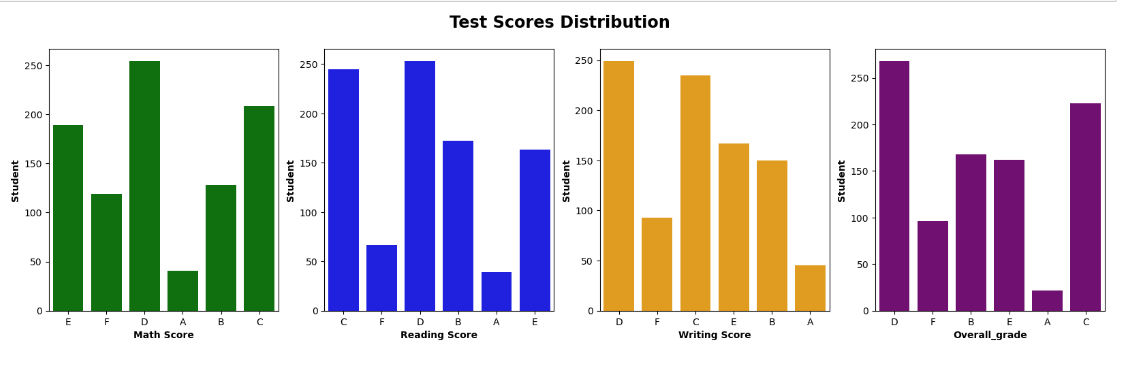 Test Scores Distribution
250
200
150
100
50
0
Student
E F D A B C
Math Score
250
200
150
100
50
0
Student
C F D B A E
Reading Score
250
200
150
100
50
0
Student
D F C E B A
Writing Score
250
200
150
100
50
0
Student
D F B E A C
Overall_grade